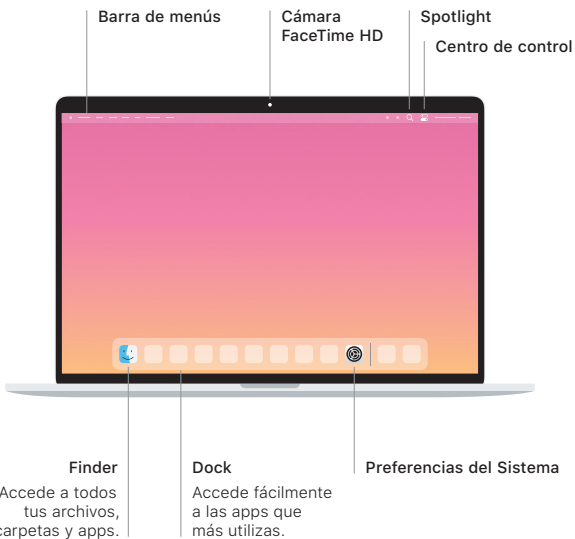 Barra de menús
Cámara
FaceTime HD
Spotlight
Centro de control
Finder
Accede a todos
tus archivos,
carpetas y apps.
Dock
Accede fácilmente
a las apps que
más utilizas.
Preferencias del Sistema